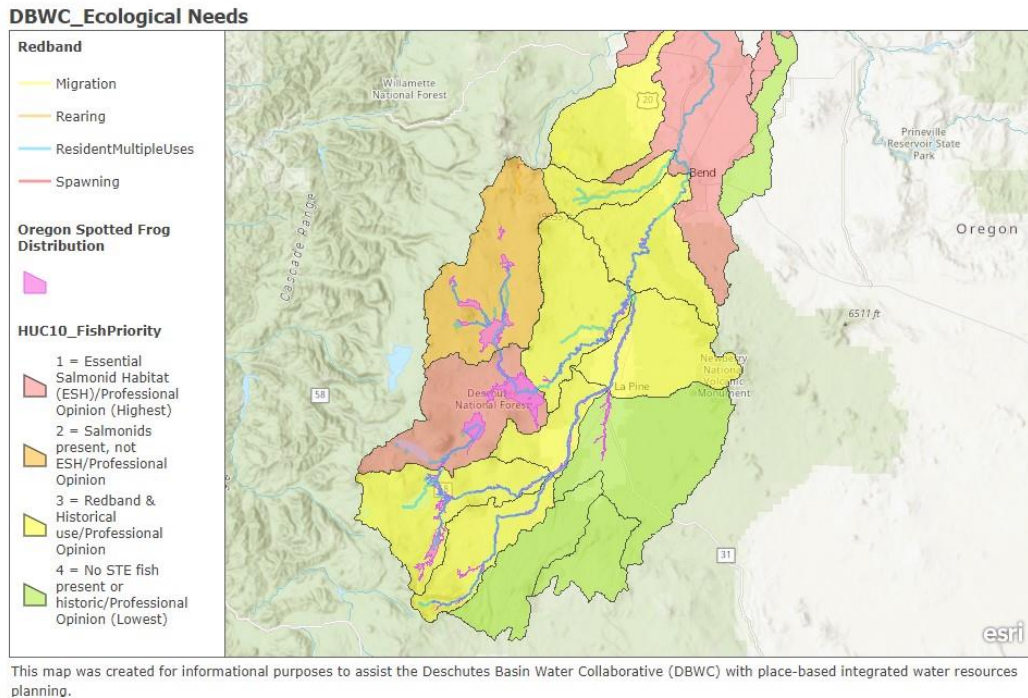 DBWC_Ecological Needs
Redband
Migration
Rearing
ResidentMultipleUses
Spawning
Oregon Spotted Frog
Distribution
HUC10_FishPriority
1 = Essential
Salmonid Habitat
(ESH)/Professional
Opinion (Highest)
2 = Salmonids
present, not
ESH/Professional
Opinion
3 = Redband &
Historical
use/Professional
Opinion
4 = No STE fish
present or
historic/Professional
Opinion (Lowest)
Willamette
National Forest
20
Prineville
Reservoir State
Park
Bend
Oregon
Cascade Range
6511 ft
Newberry
National
Volcanic
Monument
La Pine
58
Deschutes
National Forest
31
esri
This map was created for informational purposes to assist the Deschutes Basin Water Collaborative (DBWC) with place-based integrated water resources
planning.